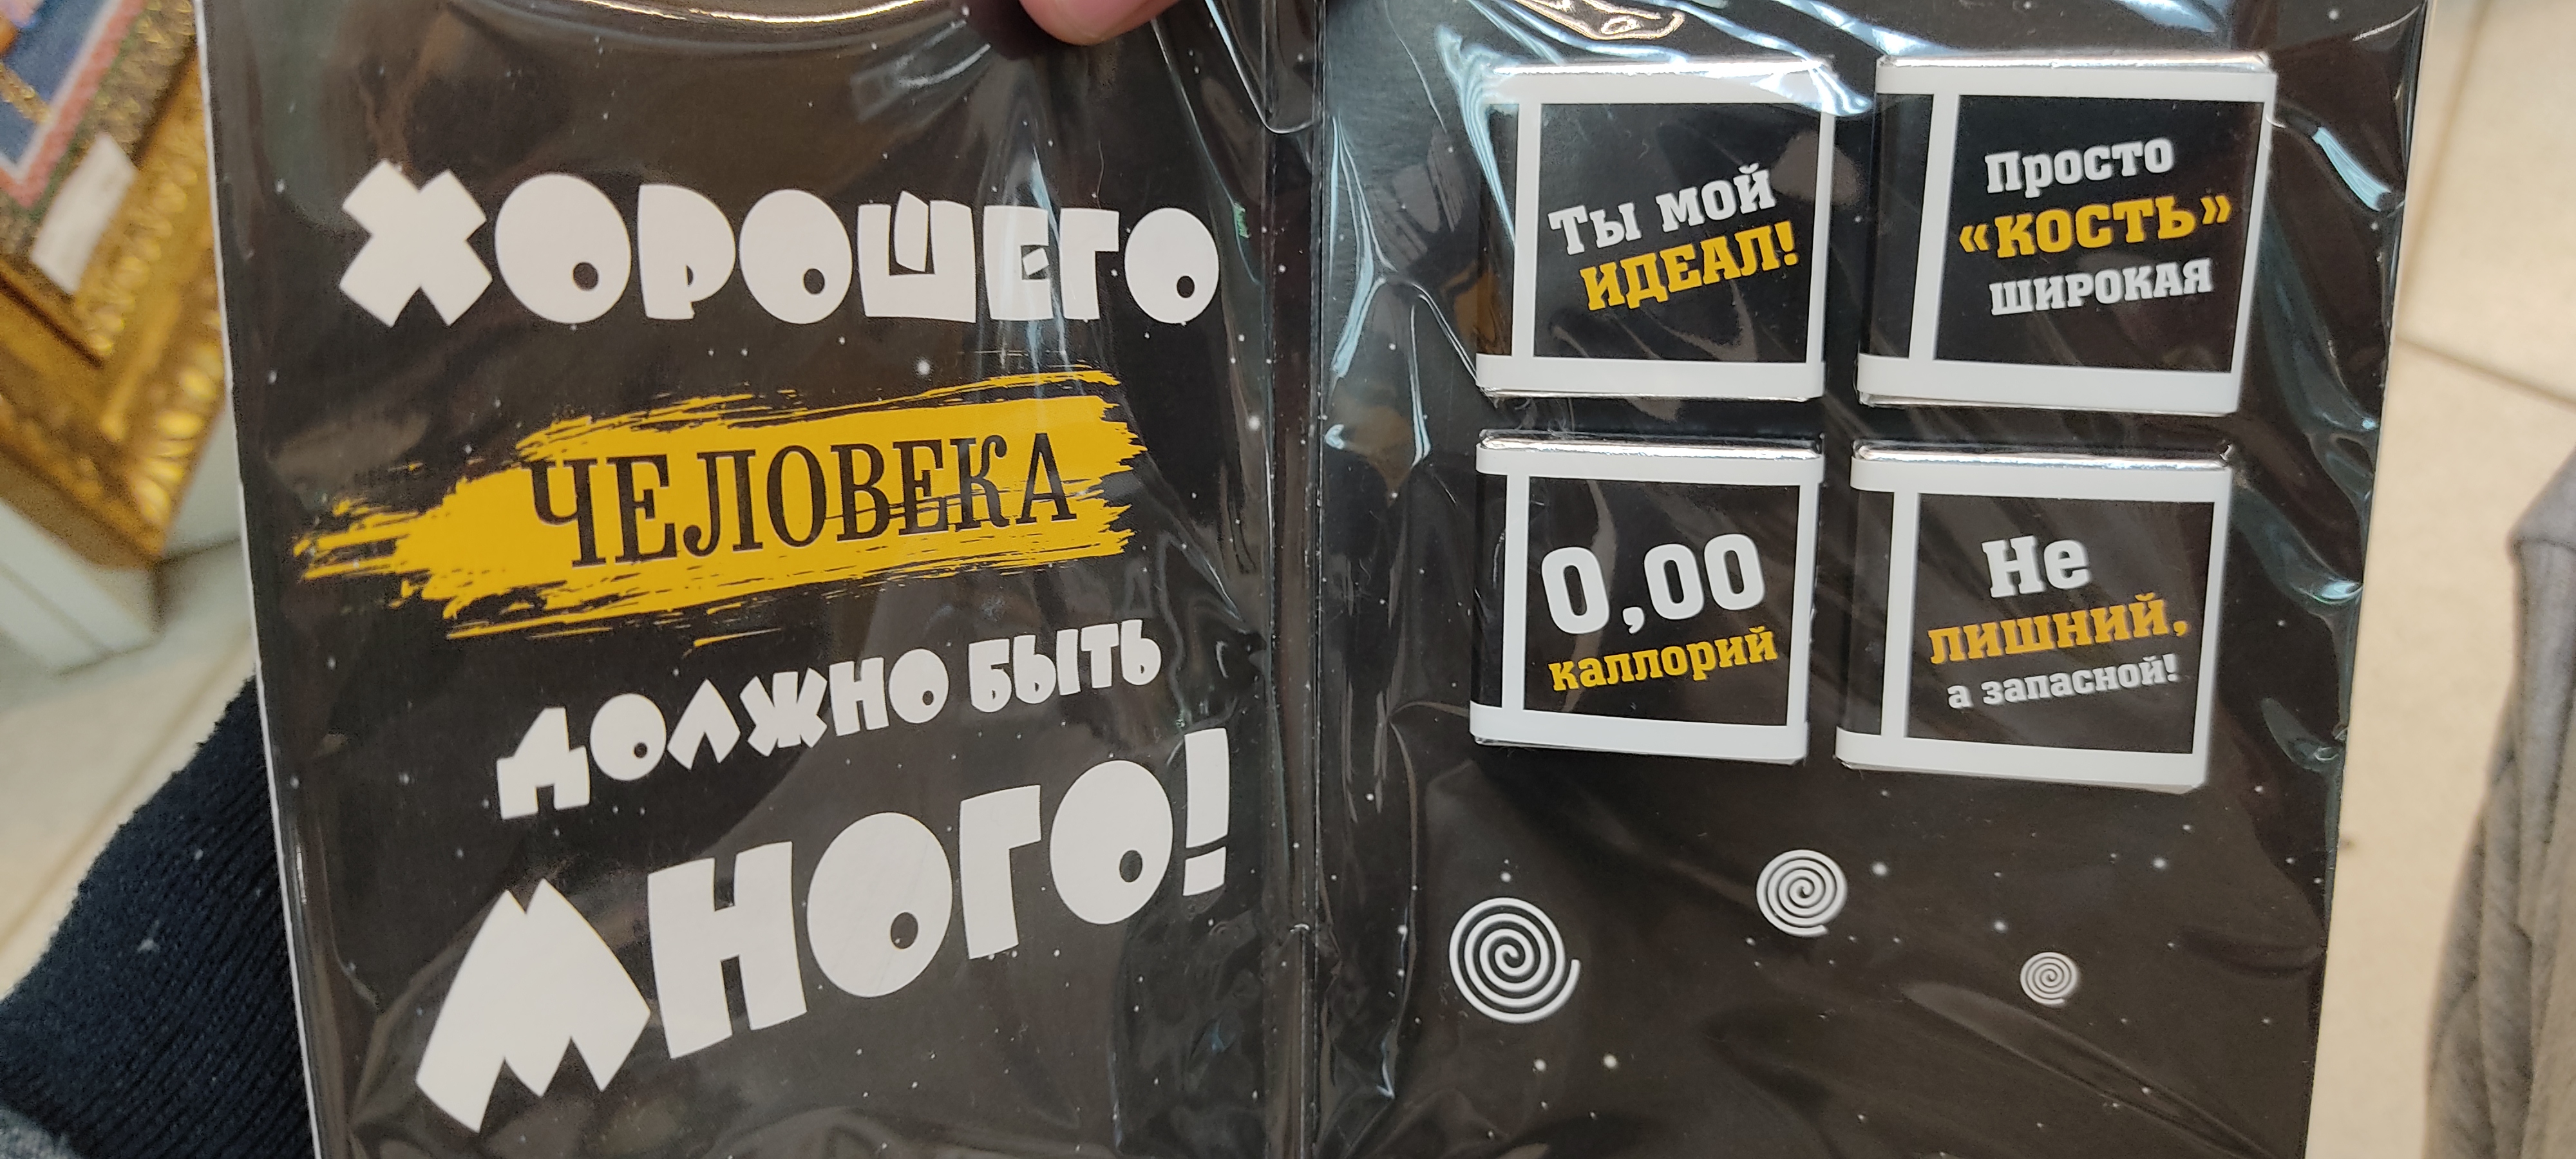 ХОРОШЕГО
ЧЕЛОВЕКА
ДОЛЖНО БЫТЬ
МНОГО!
Ты мой
ИДЕАЛ!
Просто
«КОСТЬ»
ШИРОКАЯ
0,00
каллорий
Не
ЛИШНИЙ,
а запасной!